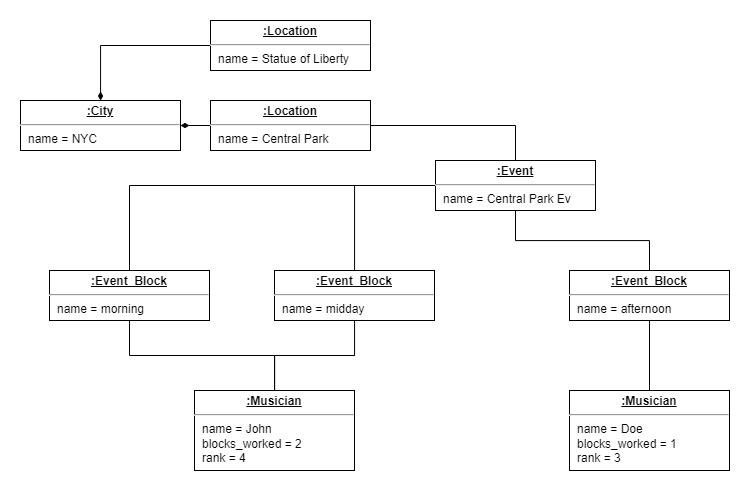 :Location
name = Statue of Liberty
:City
name = NYC
:Location
name = Central Park
:Event
name = Central Park Ev
:Event_Block
name = morning
:Event_Block
name = midday
:Event_Block
name = afternoon
:Musician
name = John
blocks_worked = 2
rank = 4
:Musician
name = Doe
blocks_worked = 1
rank = 3